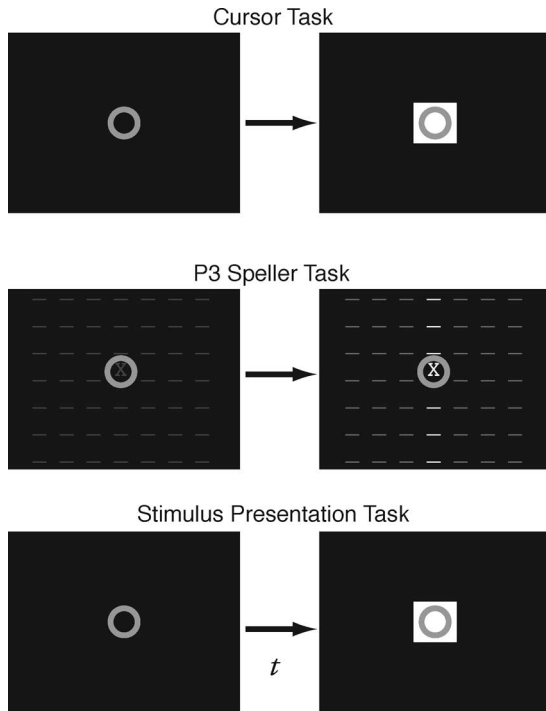 Cursor Task
P3 Speller Task
X
X
Stimulus Presentation Task
t